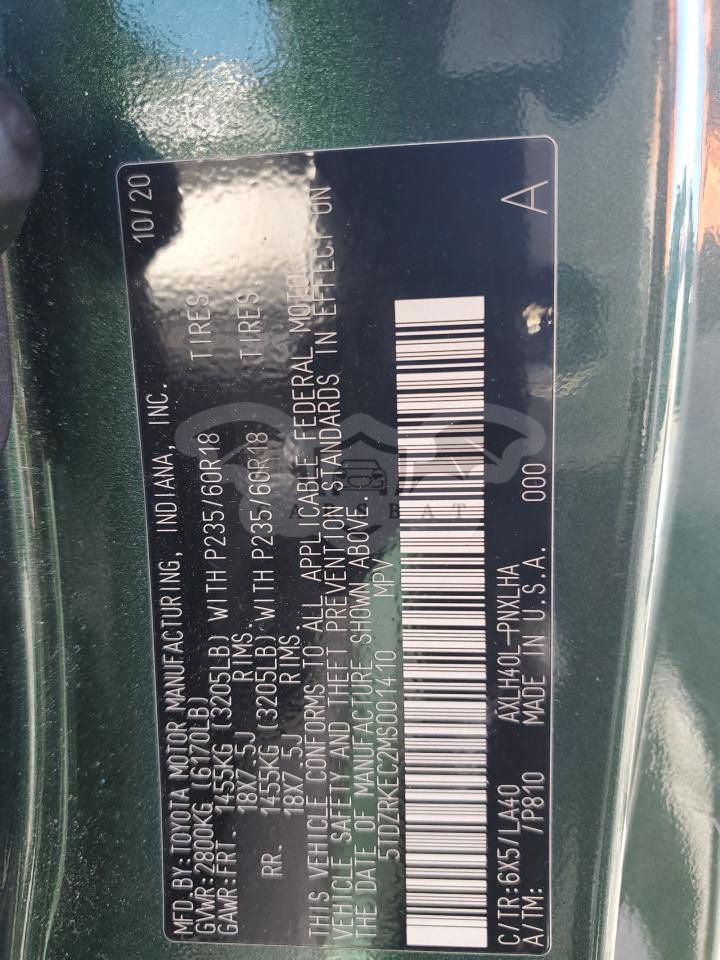 MFD. BY: TOYOTA MOTOR MANUFACTURING, INDIANA, INC. 10/20
GVWR: 2800KG (6170LB)
GAWR: FRT. 1455KG (3205LB) WITH P235/60R18 TIRES
18X7.5J RIMS
RR. 1455KG (3205LB) WITH P235/60R18 TIRES.
18X7.5J RIMS
THIS VEHICLE CONFORMS TO ALL APPLICABLE FEDERAL MOTOR
VEHICLE SAFETY AND THEFT PREVENTION STANDARDS IN EFFECT ON
THE DATE OF MANUFACTURE SHOWN ABOVE.
5TDZRKEC2MS001410 MPV
C/TR: 6X5/LA40 AXLH40L-PNXLHA
A/TM: /P810 MADE IN U.S.A. 000 A
AUTOBAT